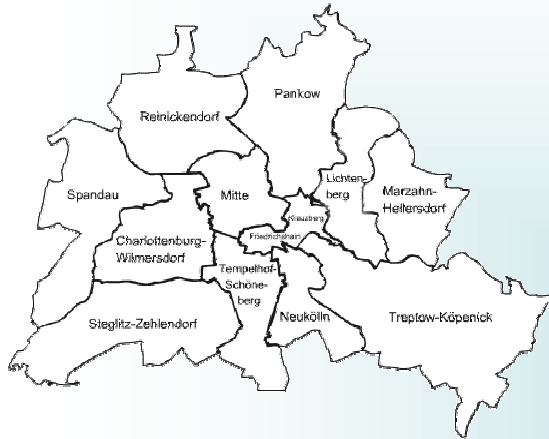 Pankow
Reinickendorf
Lichten-
berg
Spandau
Mitte
Marzahn-
Hellersdorf
Kreuzberg
Friedrichshain
Charlottenburg-
Wilmersdorf
Tempelhof-
Schöne-
berg
Steglitz-Zehlendorf
Neukölln
Treptow-Köpenick